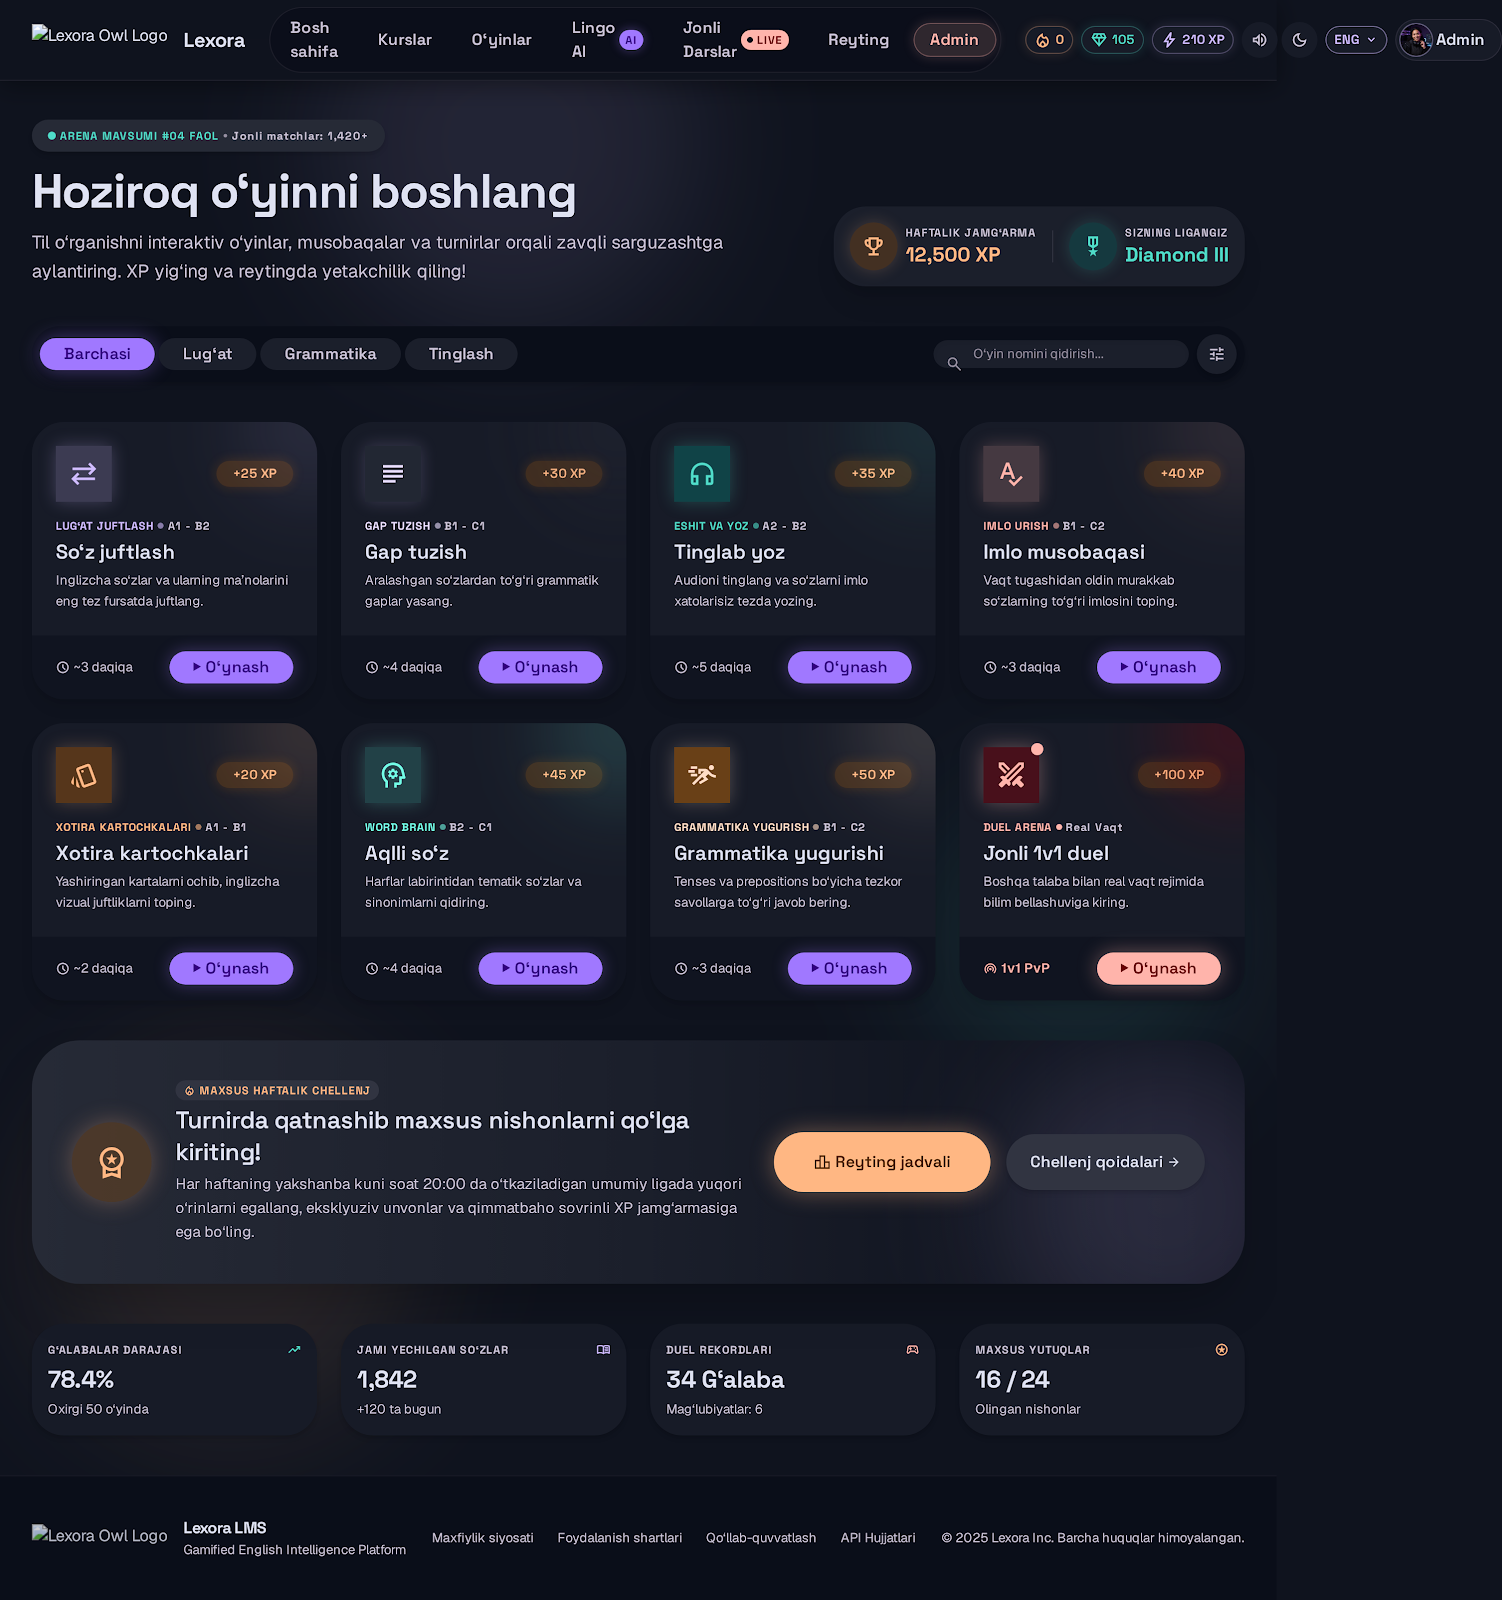 Lexora Owl Logo
Lexora
Bosh sahifa
Kurslar
O‘yinlar
Lingo AI
AI
Jonli Darslar
LIVE
Reyting
Admin
0
105
210 XP
ENG
Admin
ARENA MAVSUMI #04 FAOL • Jonli matchlar: 1,420+
Hoziroq o‘yinni boshlang
Til o‘rganishni interaktiv o‘yinlar, musobaqalar va turnirlar orqali zavqli sarguzashtga
aylantiring. XP yig‘ing va reytingda yetakchilik qiling!
HAFTALIK JAMG‘ARMA
12,500 XP
SIZNING LIGANGIZ
Diamond III
Barchasi
Lug‘at
Grammatika
Tinglash
O‘yin nomini qidirish...
+25 XP
LUG‘AT JUFTLASH A1 - B2
So‘z juftlash
Inglizcha so‘zlar va ularning ma’nolarini
eng tez fursatda juftlang.
~3 daqiqa
O‘ynash
+30 XP
GAP TUZISH B1 - C1
Gap tuzish
Aralashgan so‘zlardan to‘g‘ri grammatik
gaplar yasang.
~4 daqiqa
O‘ynash
+35 XP
ESHIT VA YOZ A2 - B2
Tinglab yoz
Audioni tinglang va so‘zlarni imlo
xatolarisiz tezda yozing.
~5 daqiqa
O‘ynash
+40 XP
IMLO URISH B1 - C2
Imlo musobaqasi
Vaqt tugashidan oldin murakkab
so‘zlarning to‘g‘ri imlosini toping.
~3 daqiqa
O‘ynash
+20 XP
XOTIRA KARTOCHKALARI A1 - B1
Xotira kartochkalari
Yashiringan kartalarni ochib, inglizcha
vizual juftliklarni toping.
~2 daqiqa
O‘ynash
+45 XP
WORD BRAIN B2 - C1
Aqlli so‘z
Harflar labirintidan tematik so‘zlar va
sinonimlarni qidiring.
~4 daqiqa
O‘ynash
+50 XP
GRAMMATIKA YUGURISH B1 - C2
Grammatika yugurishi
Tenses va prepositions bo‘yicha tezkor
savollarga to‘g‘ri javob bering.
~3 daqiqa
O‘ynash
+100 XP
DUEL ARENA Real Vaqt
Jonli 1v1 duel
Boshqa talaba bilan real vaqt rejimida
bilim bellashuviga kiring.
1v1 PvP
O‘ynash
MAXSUS HAFTALIK CHELLENJ
Turnirda qatnashib maxsus nishonlarni qo‘lga
kiriting!
Har haftaning yakshanba kuni soat 20:00 da o‘tkaziladigan umumiy ligada yuqori
o‘rinlarni egallang, eksklyuziv unvonlar va qimmatbaho sovrinli XP jamg‘armasiga
ega bo‘ling.
Reyting jadvali
Chellenj qoidalari →
G‘ALABALAR DARAJASI
78.4%
Oxirgi 50 o‘yinda
JAMI YECHILGAN SO‘ZLAR
1,842
+120 ta bugun
DUEL REKORDLARI
34 G‘alaba
Mag‘lubiyatlar: 6
MAXSUS YUTUQLAR
16 / 24
Olingan nishonlar
Lexora Owl Logo
Lexora LMS
Gamified English Intelligence Platform
Maxfiylik siyosati
Foydalanish shartlari
Qo‘llab-quvvatlash
API Hujjatlari
© 2025 Lexora Inc. Barcha huquqlar himoyalangan.